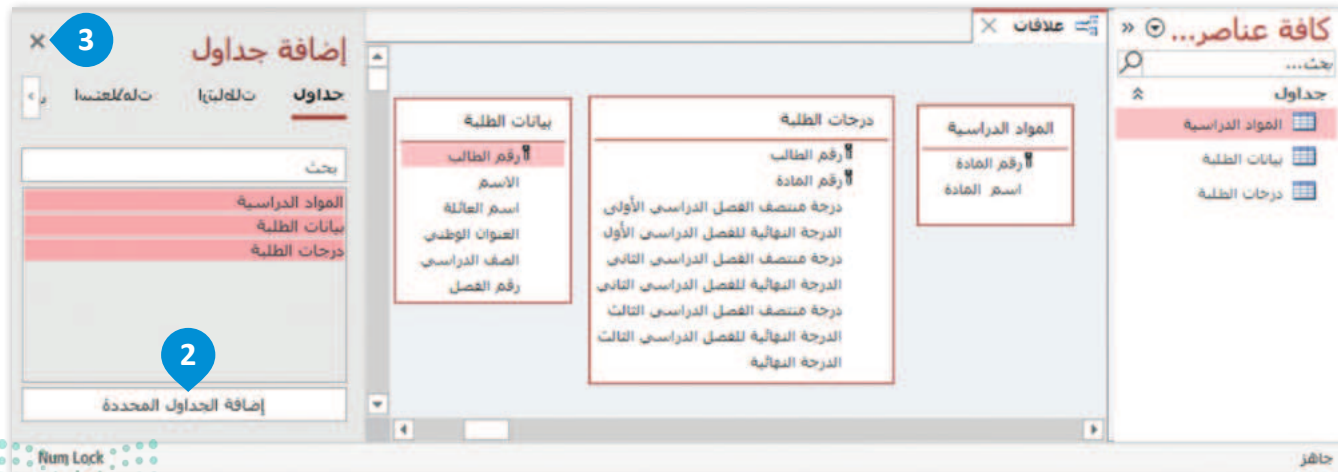 كافة عناصر...
بحث...
جداول
المواد الدراسية
بيانات الطلبة
درجات الطلبة
علاقات
المواد الدراسية
رقم المادة
اسم المادة
درجات الطلبة
رقم الطالب
رقم المادة
درجة منتصف الفصل الدراسي الأولى
الدرجة النهائية للفصل الدراسي الأول
درجة منتصف الفصل الدراسي الثاني
الدرجة النهائية للفصل الدراسي الثاني
درجة منتصف الفصل الدراسي الثالث
الدرجة النهائية للفصل الدراسي الثالث
الدرجة النهائية
بيانات الطلبة
رقم الطالب
الاسم
اسم العائلة
العنوان الوطني
الصف الدراسي
رقم الفصل
3
إضافة جداول
جداول
بحث
المواد الدراسية
بيانات الطلبة
درجات الطلبة
2
إضافة الجداول المحددة
جاهز
Num Lock